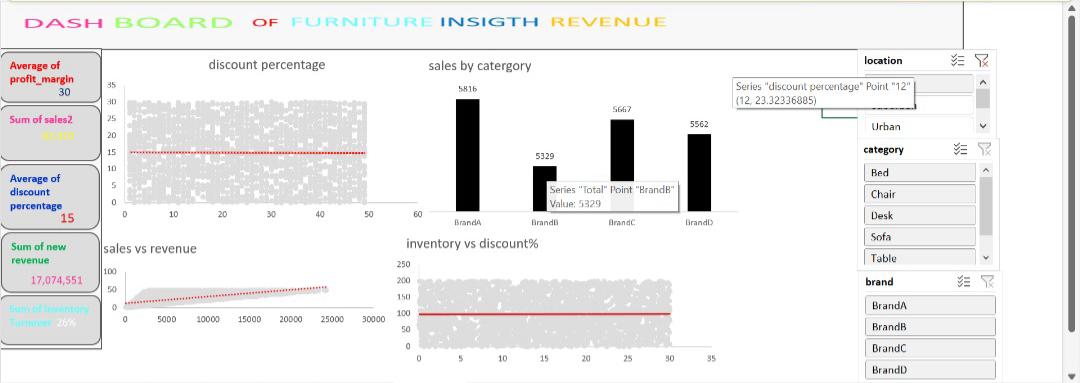 DASH BOARD OF FURNITURE INSIGTH REVENUE
Average of
profit_margin
30
Sum of sales2
Average of
discount
percentage
15
Sum of new
revenue
17,074,551
Sum of Inventory
Turnover 26%
discount percentage
35
30
25
20
15
10
5
0
0 10 20 30 40 50 60
sales by catergory
5816
5329
5667
5562
BrandA BrandB BrandC BrandD
Series "Total" Point "BrandB"
Value: 5329
Series "discount percentage" Point "12"
(12, 23.32336885)
sales vs revenue
100
50
0
0 5000 10000 15000 20000 25000 30000
inventory vs discount%
250
200
150
100
50
0
0 5 10 15 20 25 30 35
location
Urban
category
Bed
Chair
Desk
Sofa
Table
brand
BrandA
BrandB
BrandC
BrandD